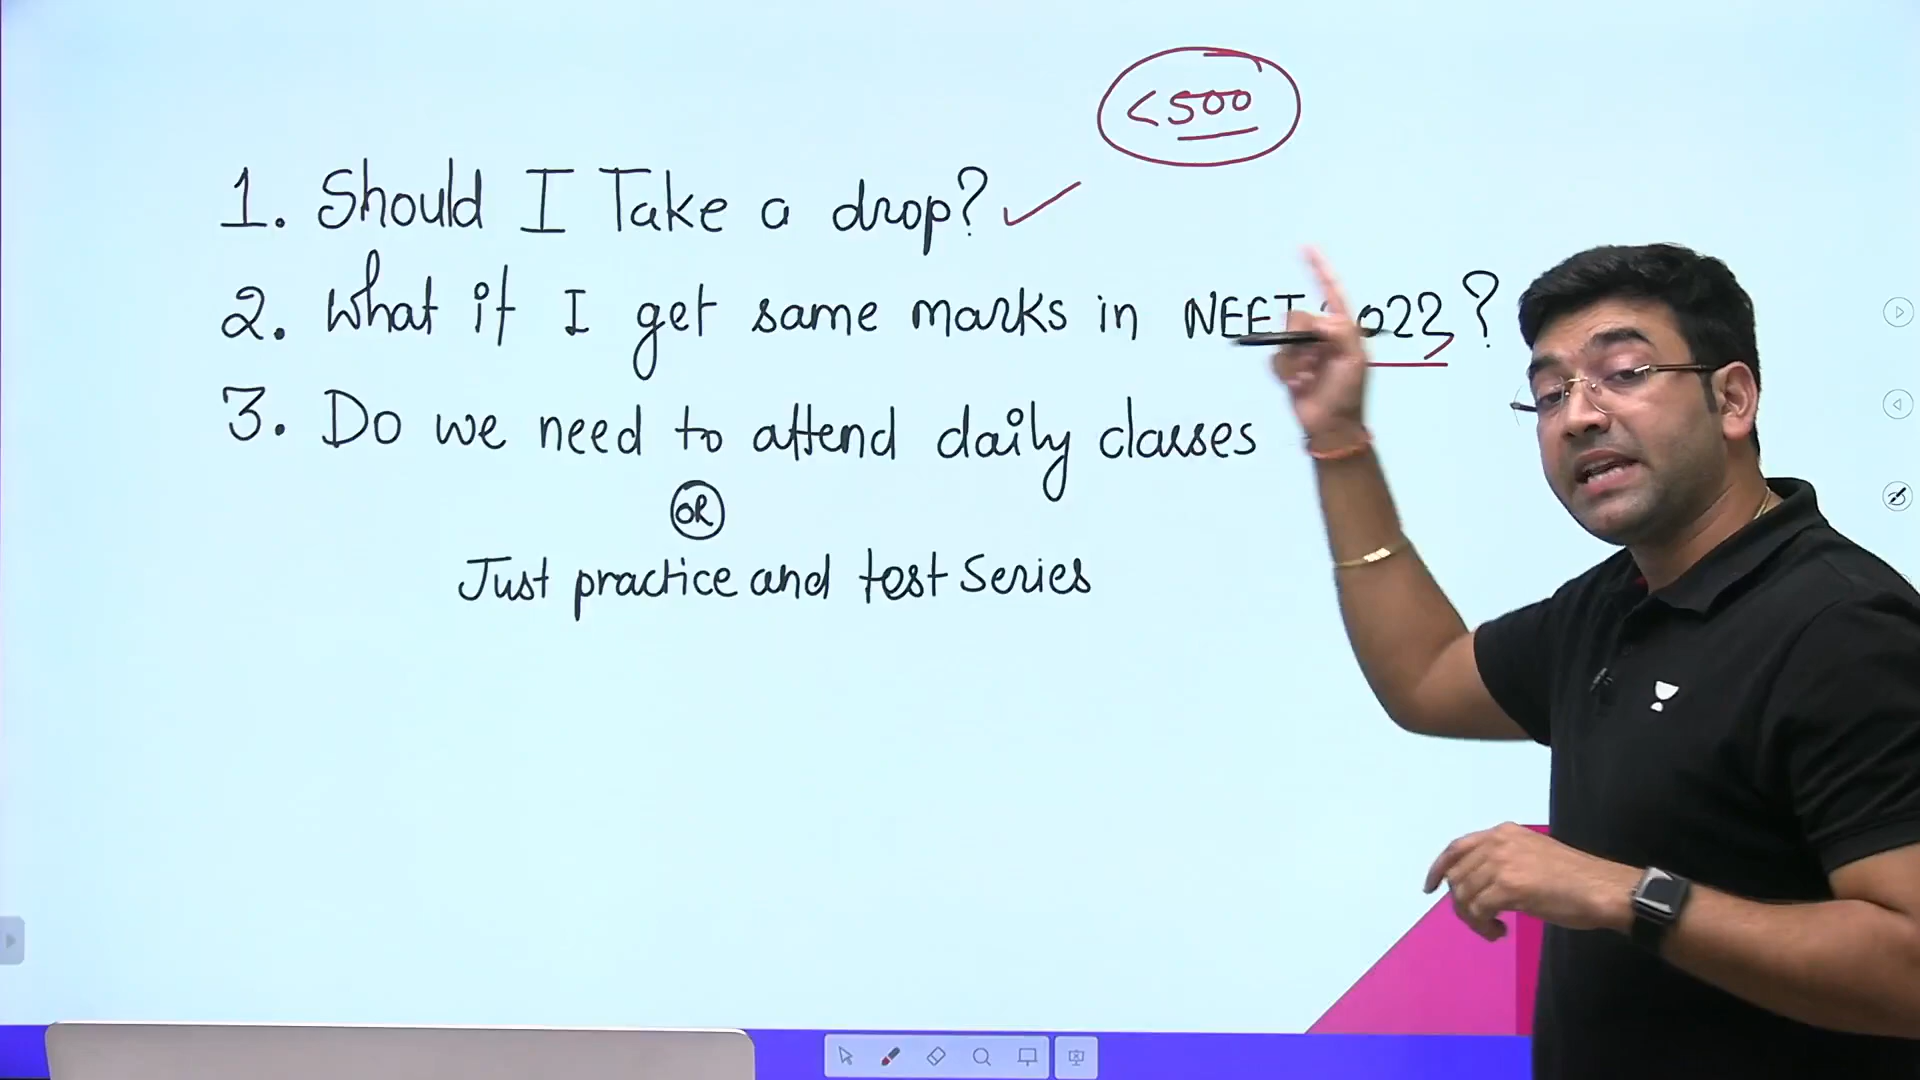 <500
1. Should I Take a drop?
2. What if I get same marks in NEET 2022?
3. Do we need to attend daily classes
OR
Just practice and test series